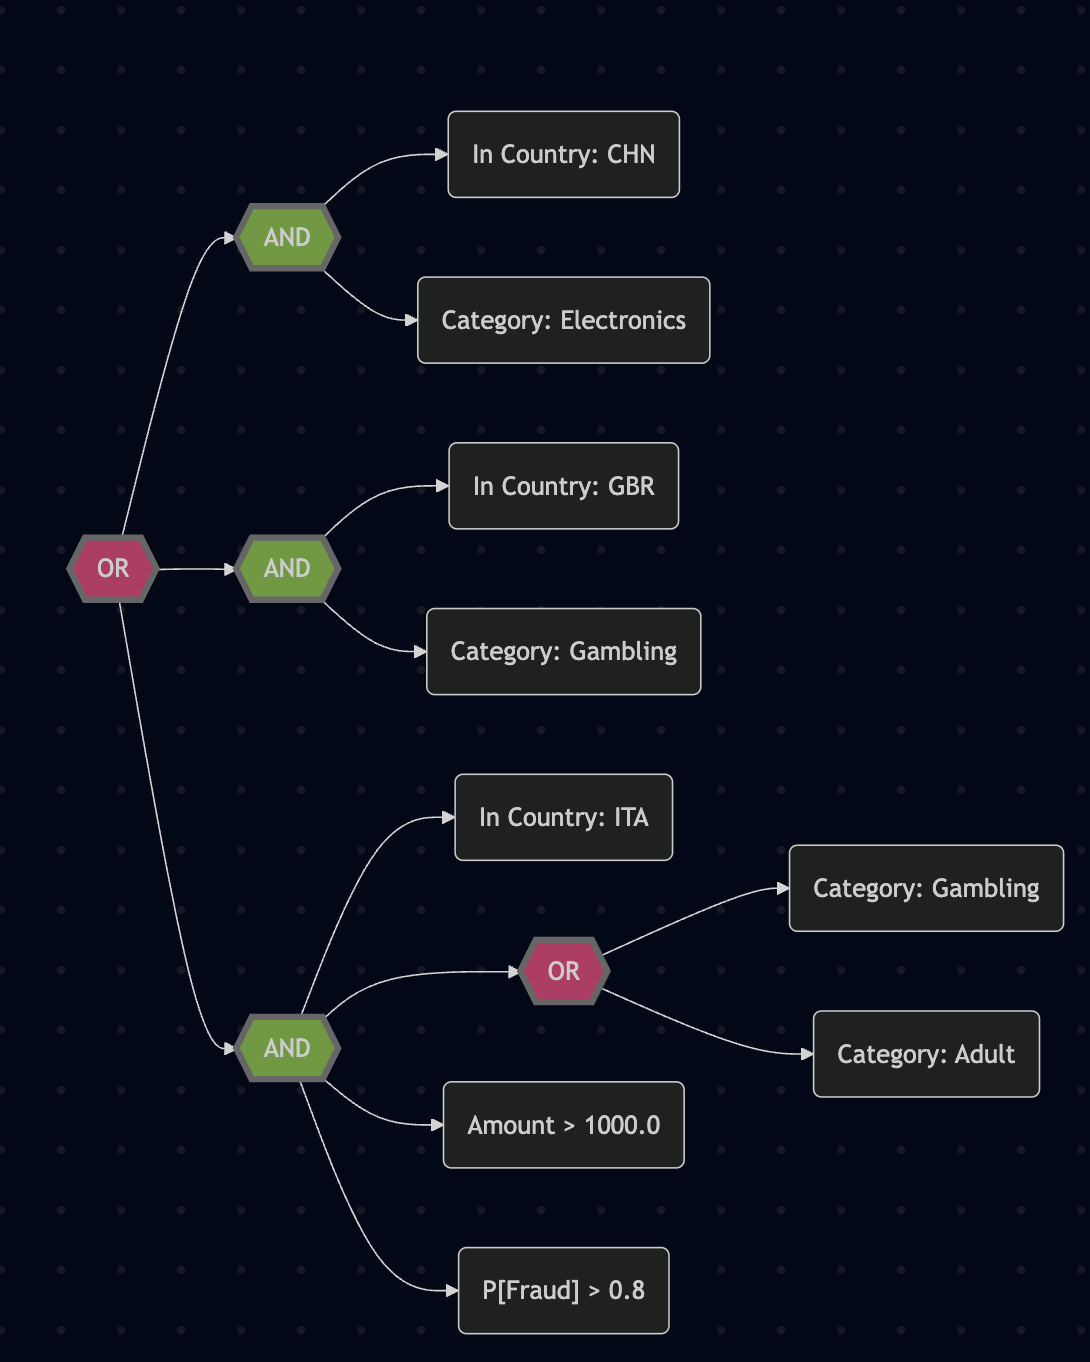 In Country: CHN
AND
Category: Electronics
In Country: GBR
OR
AND
Category: Gambling
In Country: ITA
Category: Gambling
OR
AND
Category: Adult
Amount > 1000.0
P[Fraud] > 0.8